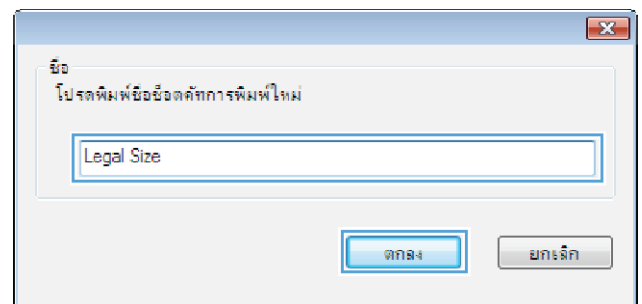 ชื่อ
โปรดพิมพ์ชื่อช็อตคัทการพิมพ์ใหม่
Legal Size
ตกลง
ยกเลิก